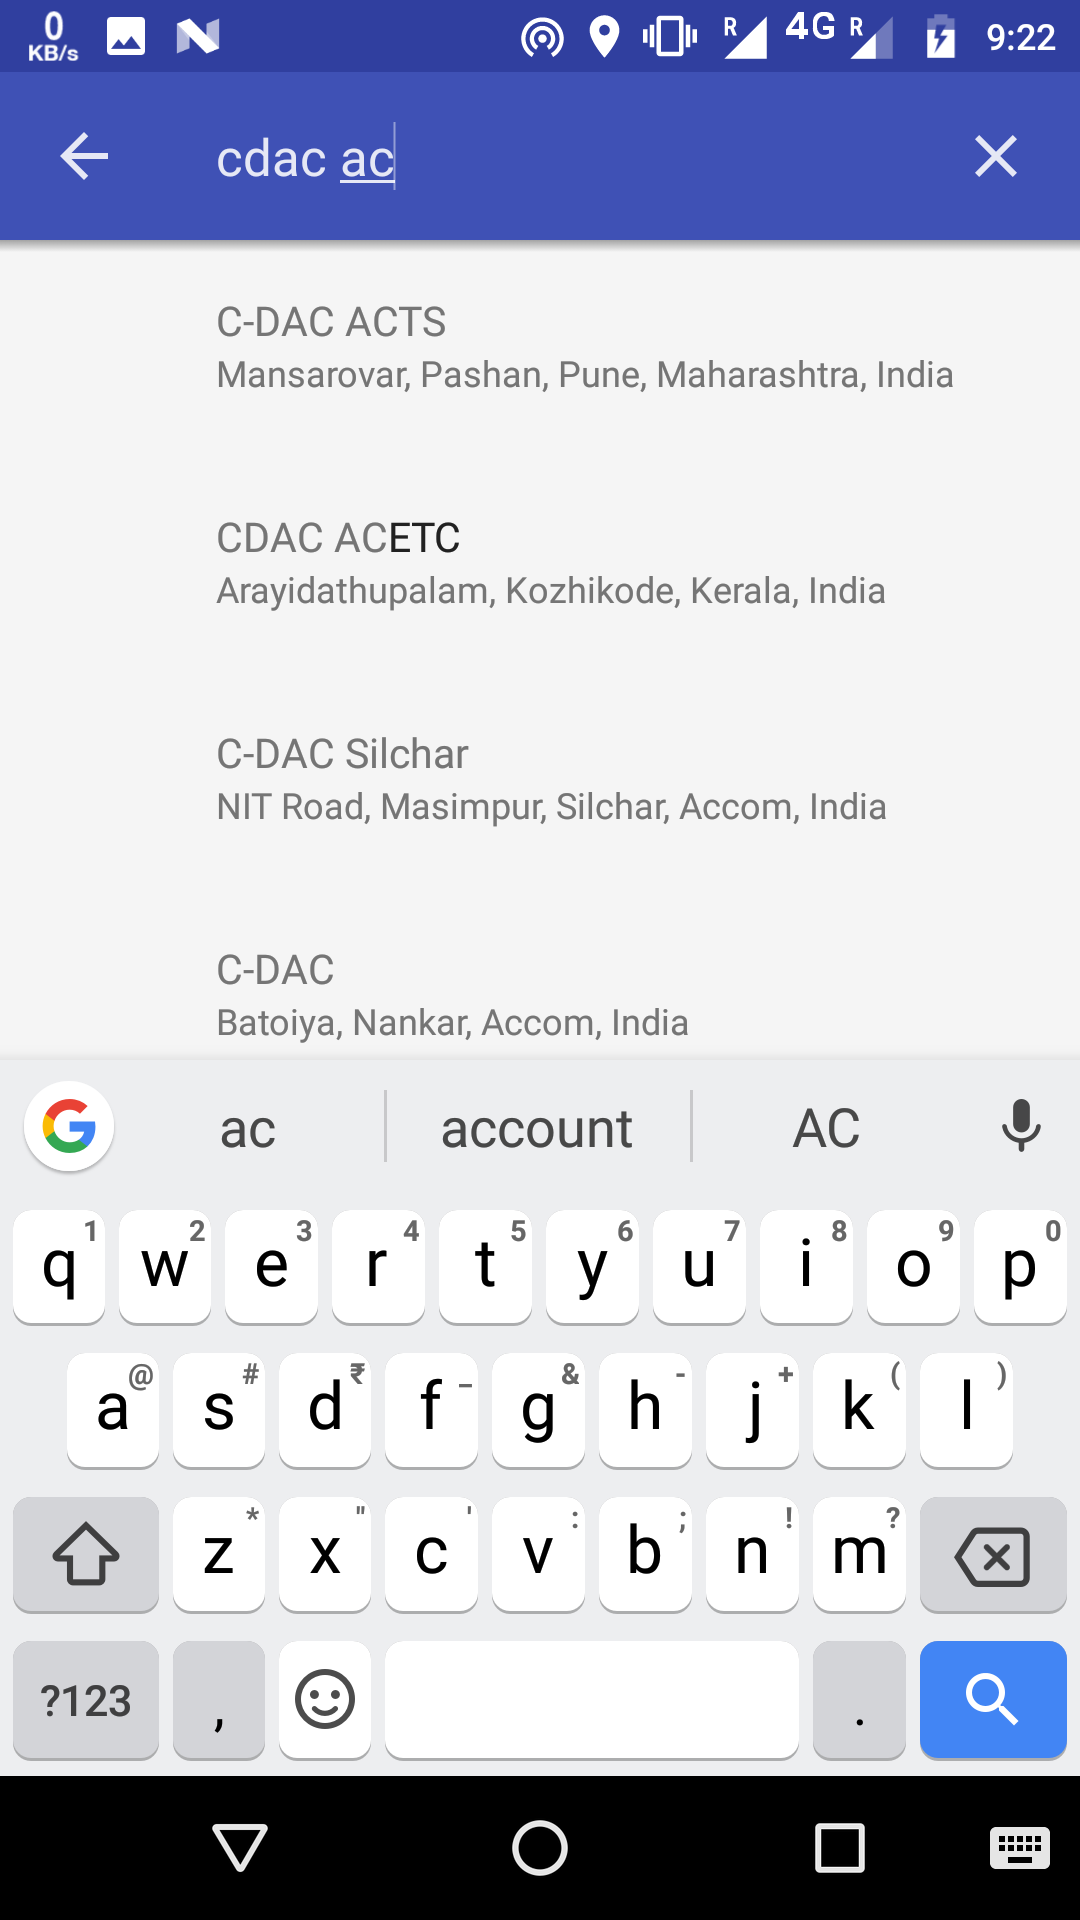 0
KB/s
R
4G
R
9:22
cdac ac
C-DAC ACTS
Mansarovar, Pashan, Pune, Maharashtra, India
CDAC ACETC
Arayidathupalam, Kozhikode, Kerala, India
C-DAC Silchar
NIT Road, Masimpur, Silchar, Accom, India
C-DAC
Batoiya, Nankar, Accom, India
G ac account AC
q 1 w 2 e 3 r 4 t 5 y 6 u 7 i 8 o 9 p 0
a @ s # d ₹ f _ g & h - j + k ( l )
z * x " c ' v : b ; n ! m ?
?123 , .